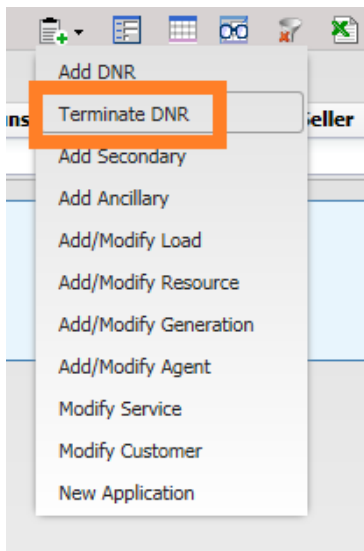 Add DNR
Terminate DNR
Add Secondary
Add Ancillary
Add/Modify Load
Add/Modify Resource
Add/Modify Generation
Add/Modify Agent
Modify Service
Modify Customer
New Application